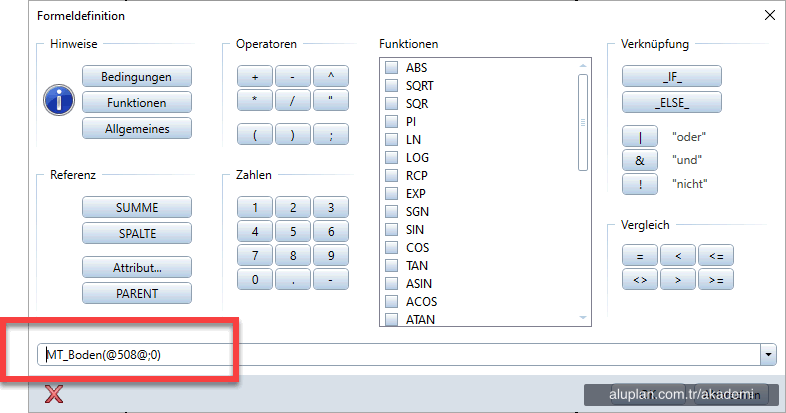 Formeldefinition
Hinweise
Bedingungen
Funktionen
Allgemeines
Operatoren
+ - ^
* / "
( ) ;
Funktionen
ABS
SQRT
SQR
PI
LN
LOG
RCP
EXP
SGN
SIN
COS
TAN
ASIN
ACOS
ATAN
Verknüpfung
_IF_
_ELSE_
| "oder"
& "und"
! "nicht"
Referenz
SUMME
SPALTE
Attribut...
PARENT
Zahlen
1 2 3
4 5 6
7 8 9
0 . -
Vergleich
= < <=
<> > >=
MT_Boden(@508@;0)
aluplan.com.tr/akademi